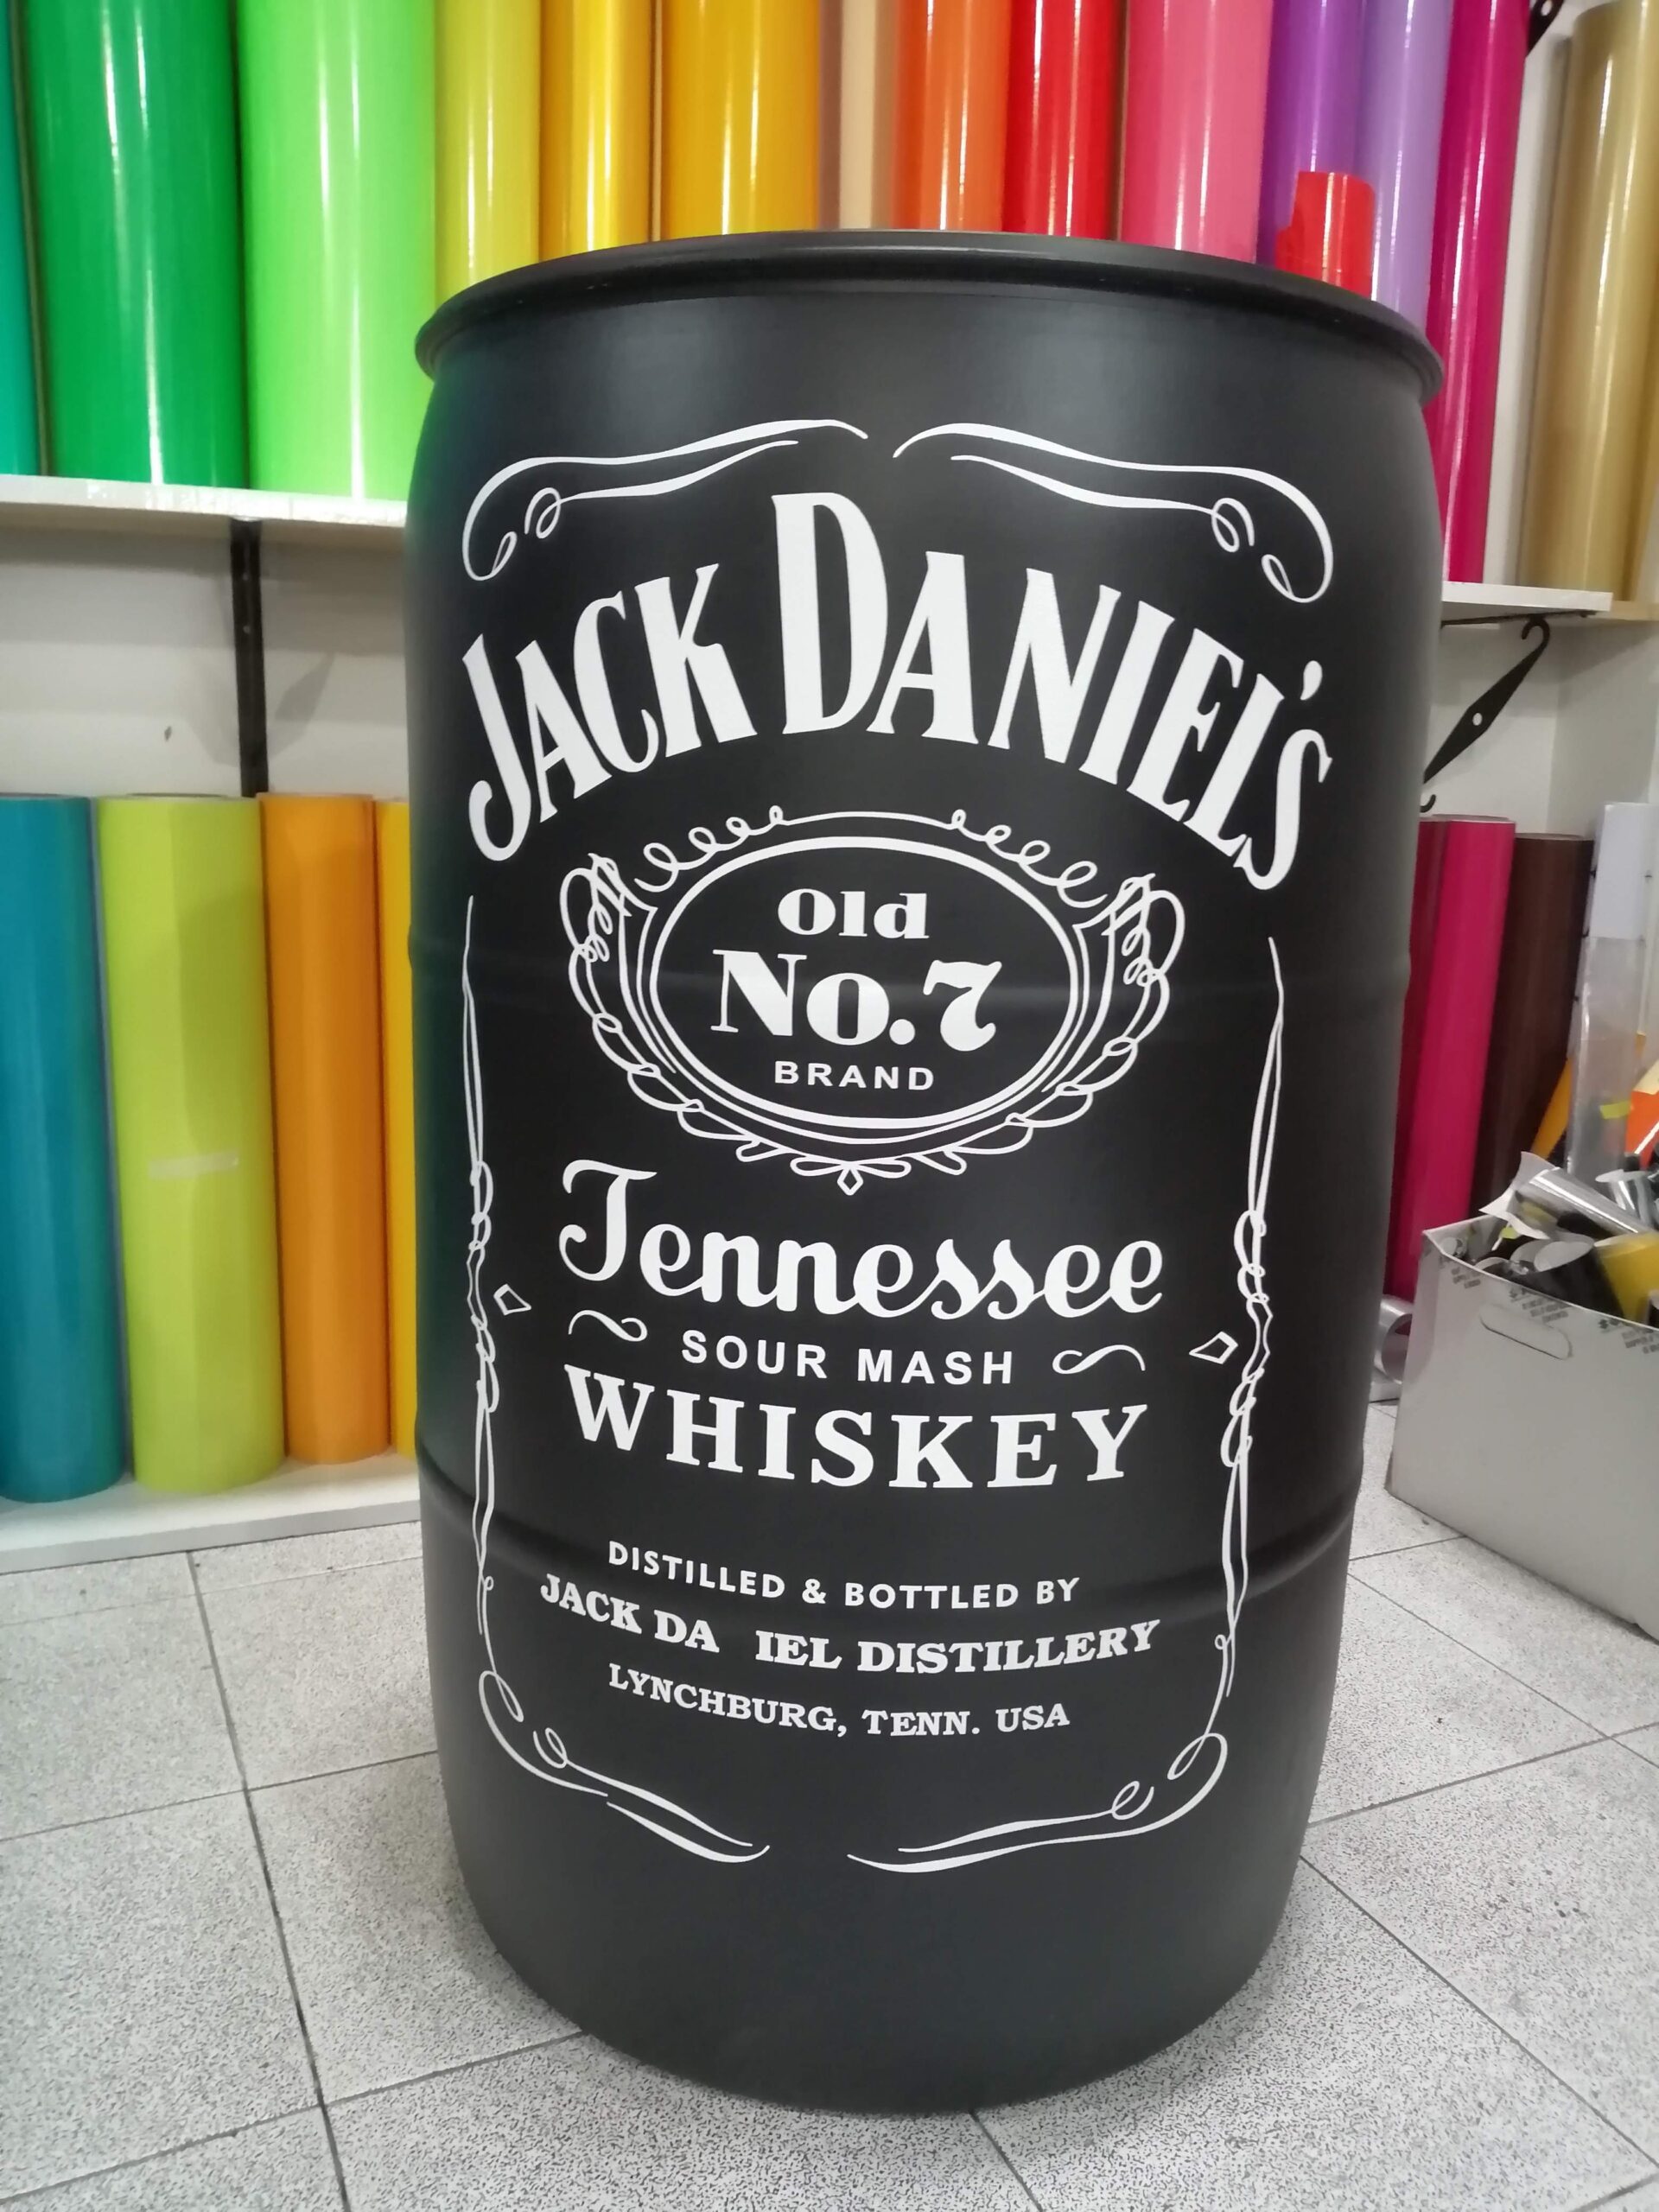 JACK DANIEL'S
Old
No.7
BRAND
Tennessee
SOUR MASH
WHISKEY
DISTILLED & BOTTLED BY
JACK DA IEL DISTILLERY
LYNCHBURG, TENN. USA